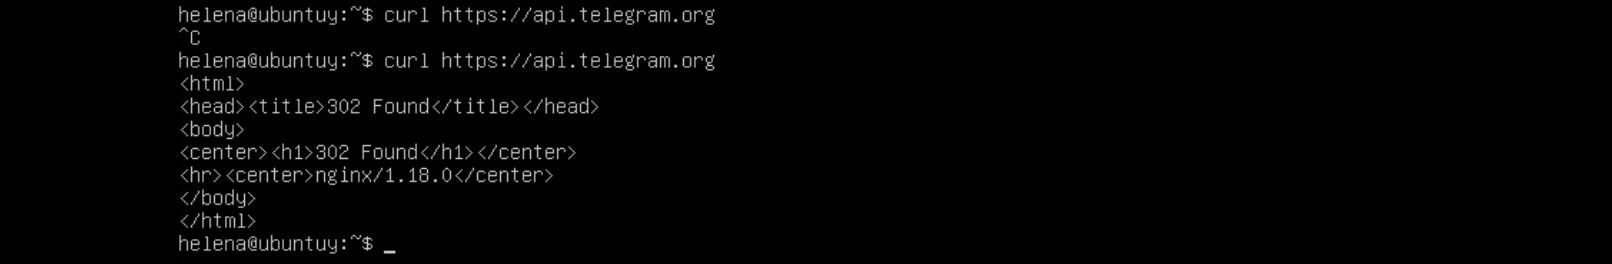 helena@ubuntuy:~$ curl https://api.telegram.org
^C
helena@ubuntuy:~$ curl https://api.telegram.org
<html>
<head><title>302 Found</title></head>
<body>
<center><h1>302 Found</h1></center>
<hr><center>nginx/1.18.0</center>
</body>
</html>
helena@ubuntuy:~$ _